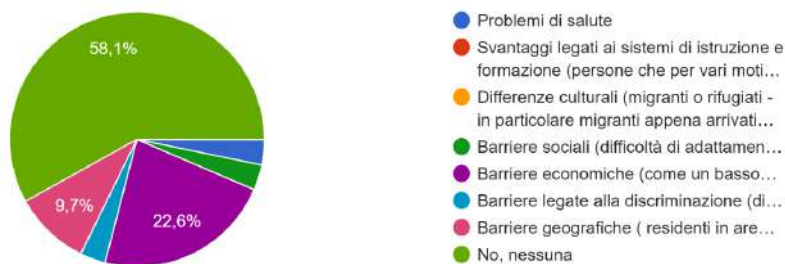 58,1%
9,7%
22,6%
Problemi di salute
Svantaggi legati ai sistemi di istruzione e
formazione (persone che per vari moti…
Differenze culturali (migranti o rifugiati -
in particolare migranti appena arrivati…
Barriere sociali (difficoltà di adattamen…
Barriere economiche (come un basso…
Barriere legate alla discriminazione (di…
Barriere geografiche ( residenti in are…
No, nessuna